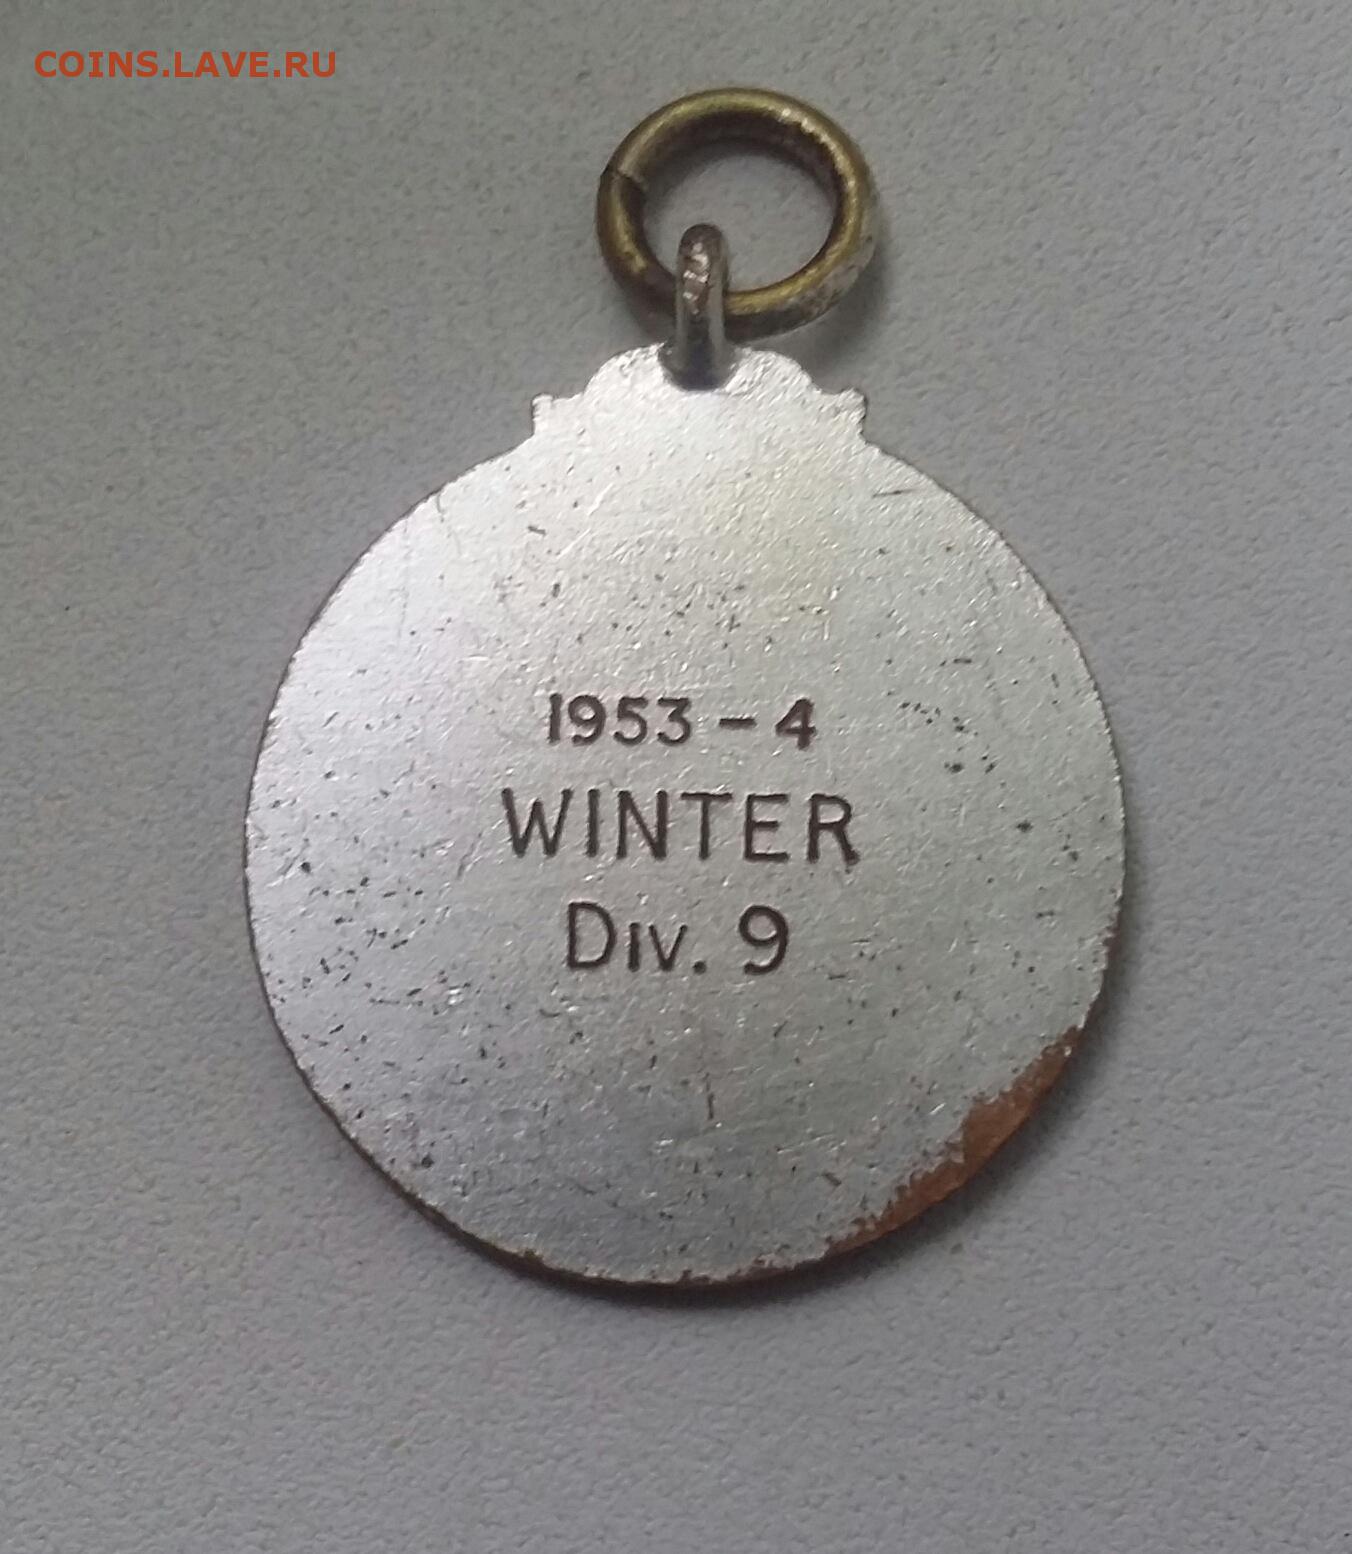 COINS.LAVE.RU
1953-4
WINTER
DIV. 9